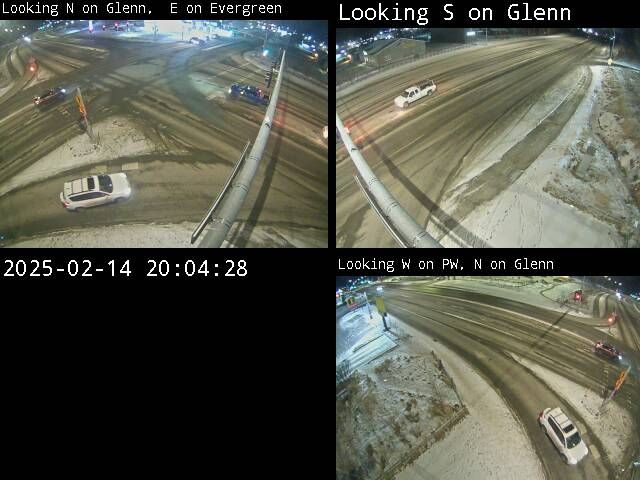 Looking N on Glenn,  E on Evergreen
Looking S on Glenn
2025-02-14 20:04:28
Looking W on PW, N on Glenn